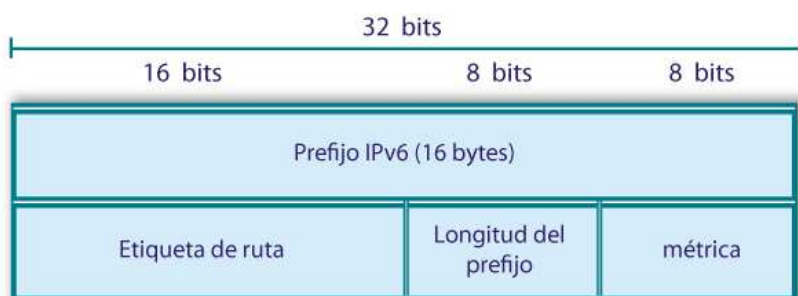 32 bits
16 bits 8 bits 8 bits
Prefijo IPv6 (16 bytes)
Etiqueta de ruta
Longitud del
prefijo
métrica